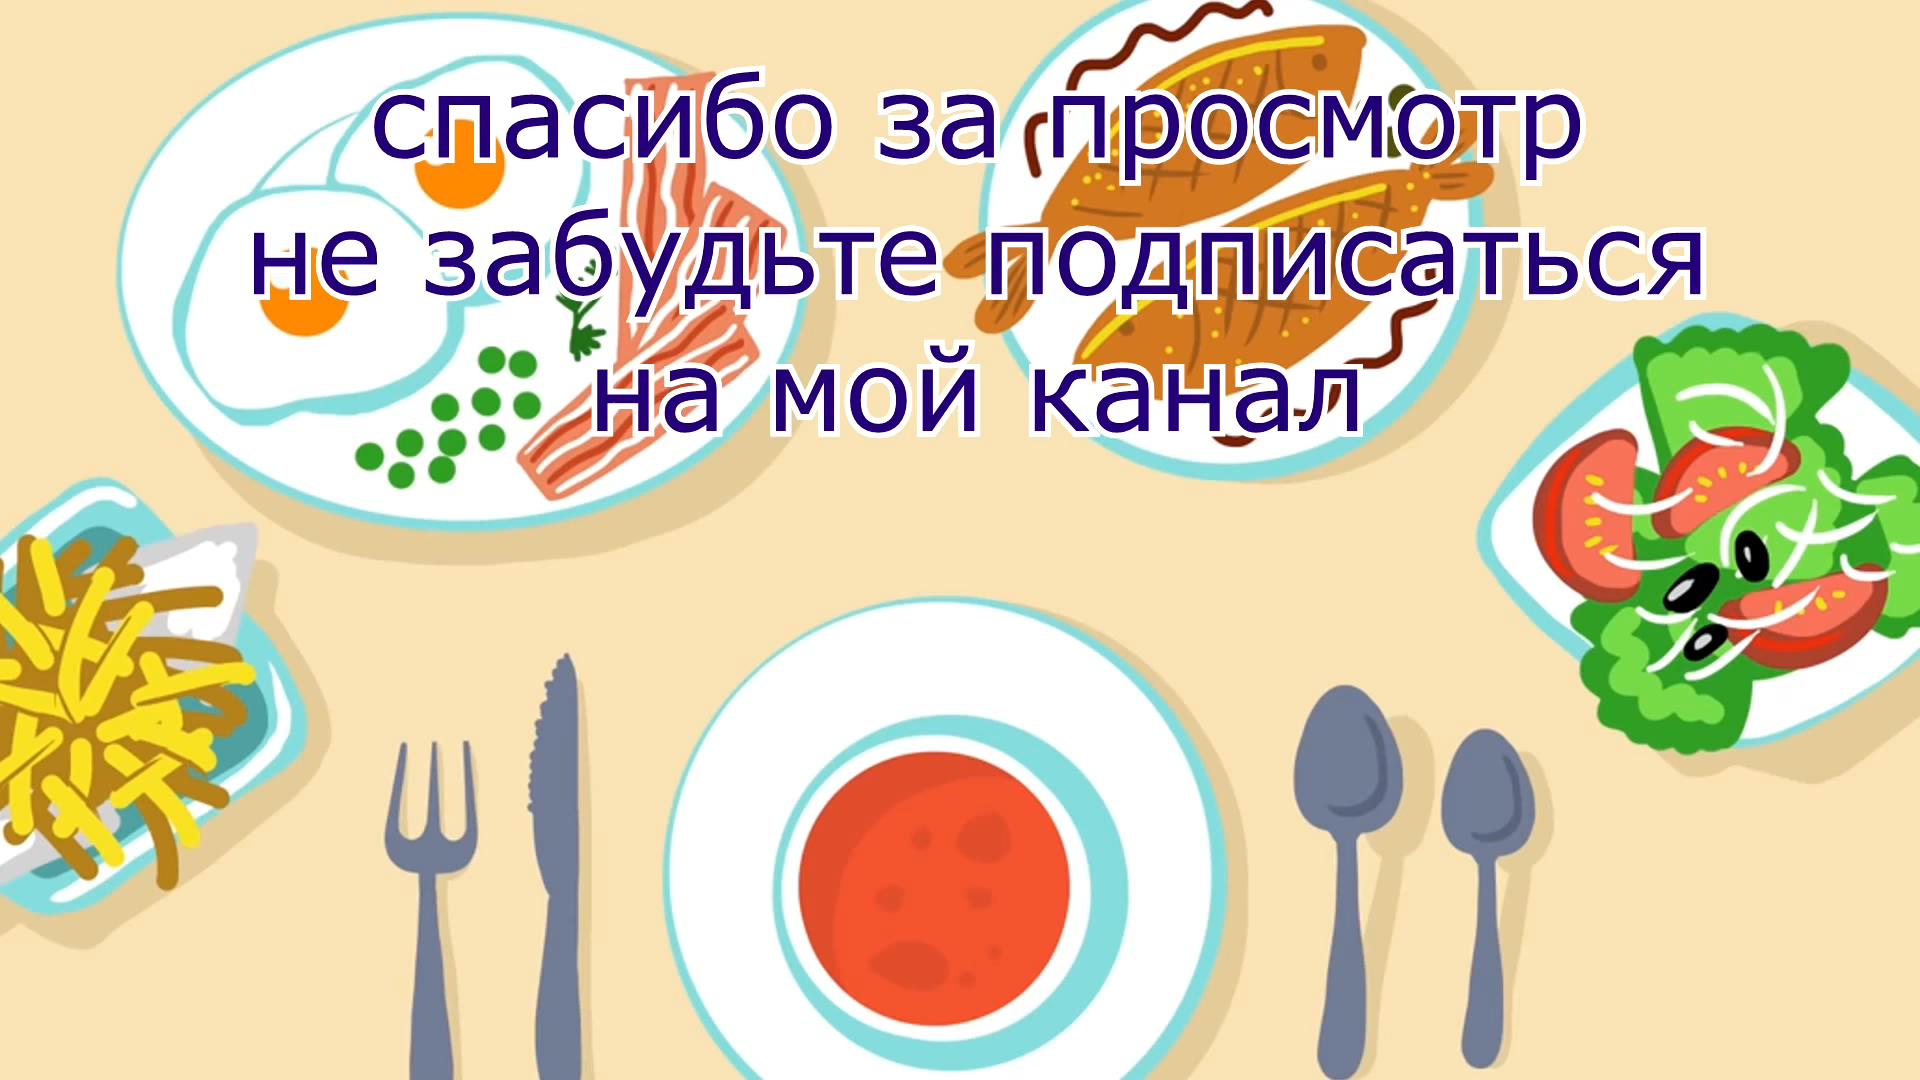 спасибо за просмотр
не забудьте подписаться
на мой канал